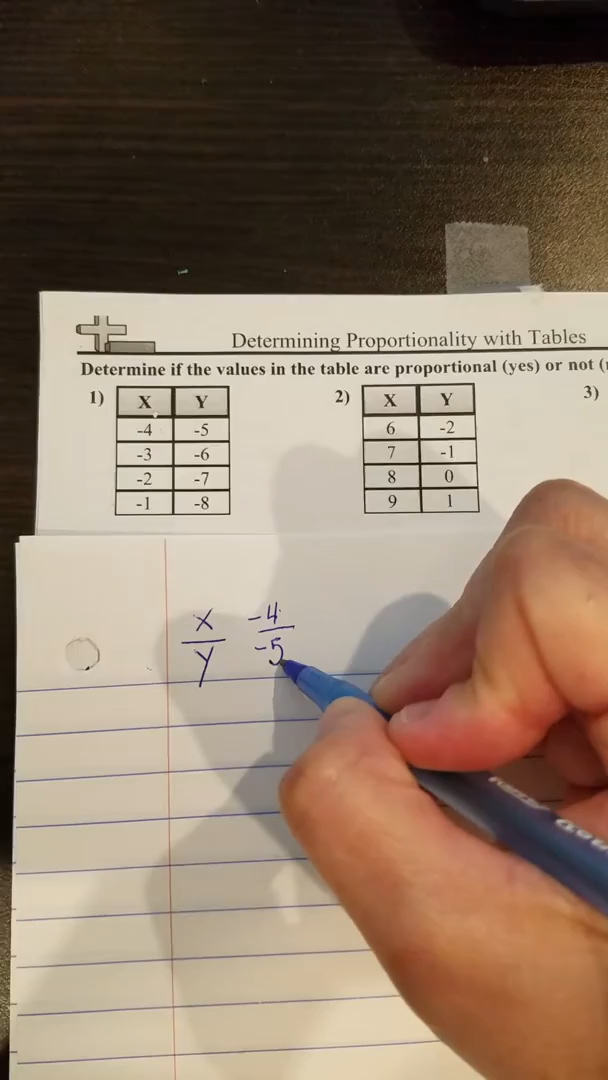 Determining Proportionality with Tables
Determine if the values in the table are proportional (yes) or not (
1) X Y 2) X Y 3)
-4 -5 6 -2
-3 -6 7 -1
-2 -7 8 0
-1 -8 9 1
X -4
Y -5